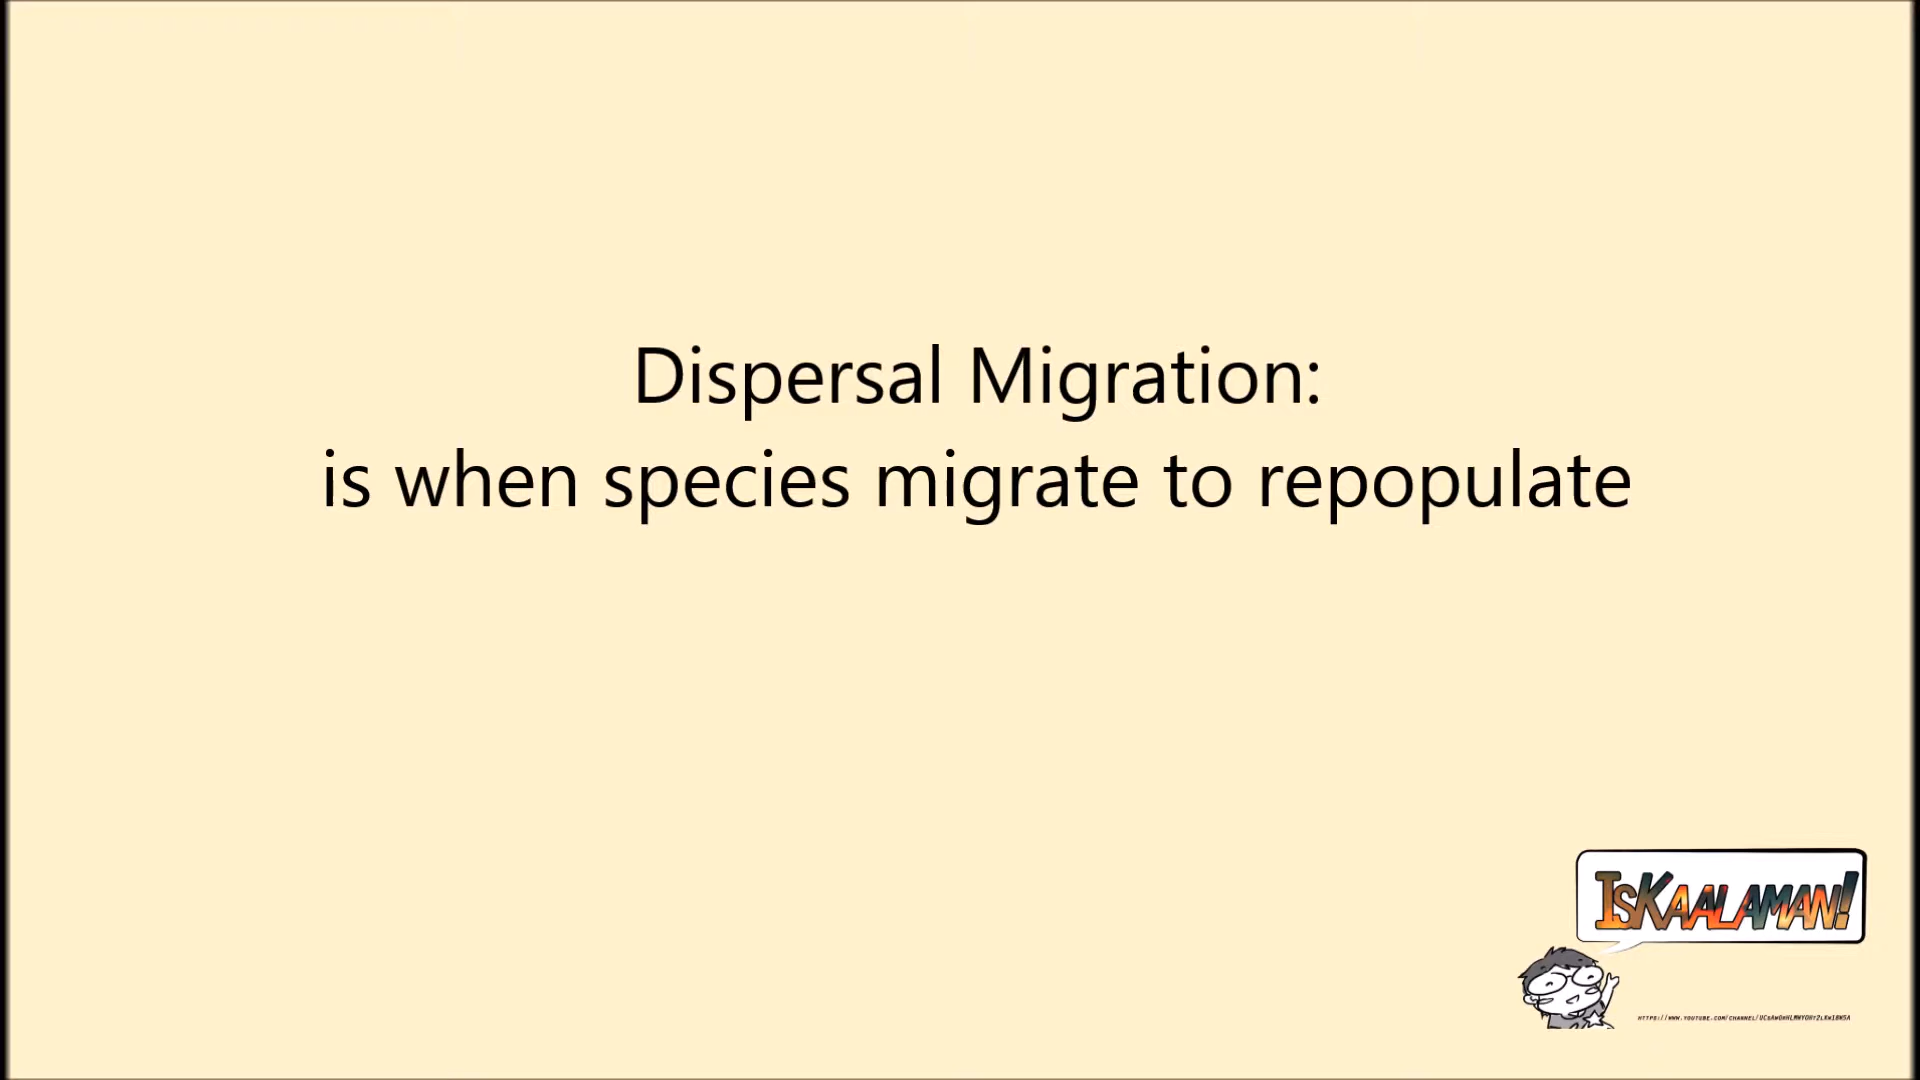 Dispersal Migration:
is when species migrate to repopulate
ISKAALAMAN!